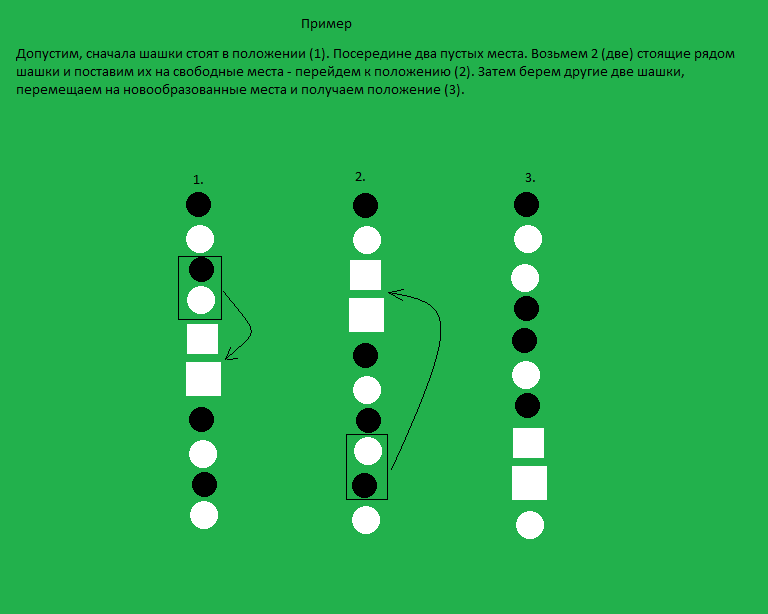 Пример
Допустим, сначала шашки стоят в положении (1). Посередине два пустых места. Возьмем 2 (две) стоящие рядом
шашки и поставим их на свободные места - перейдем к положению (2). Затем берем другие две шашки,
перемещаем на новообразованные места и получаем положение (3).
1.
2.
3.